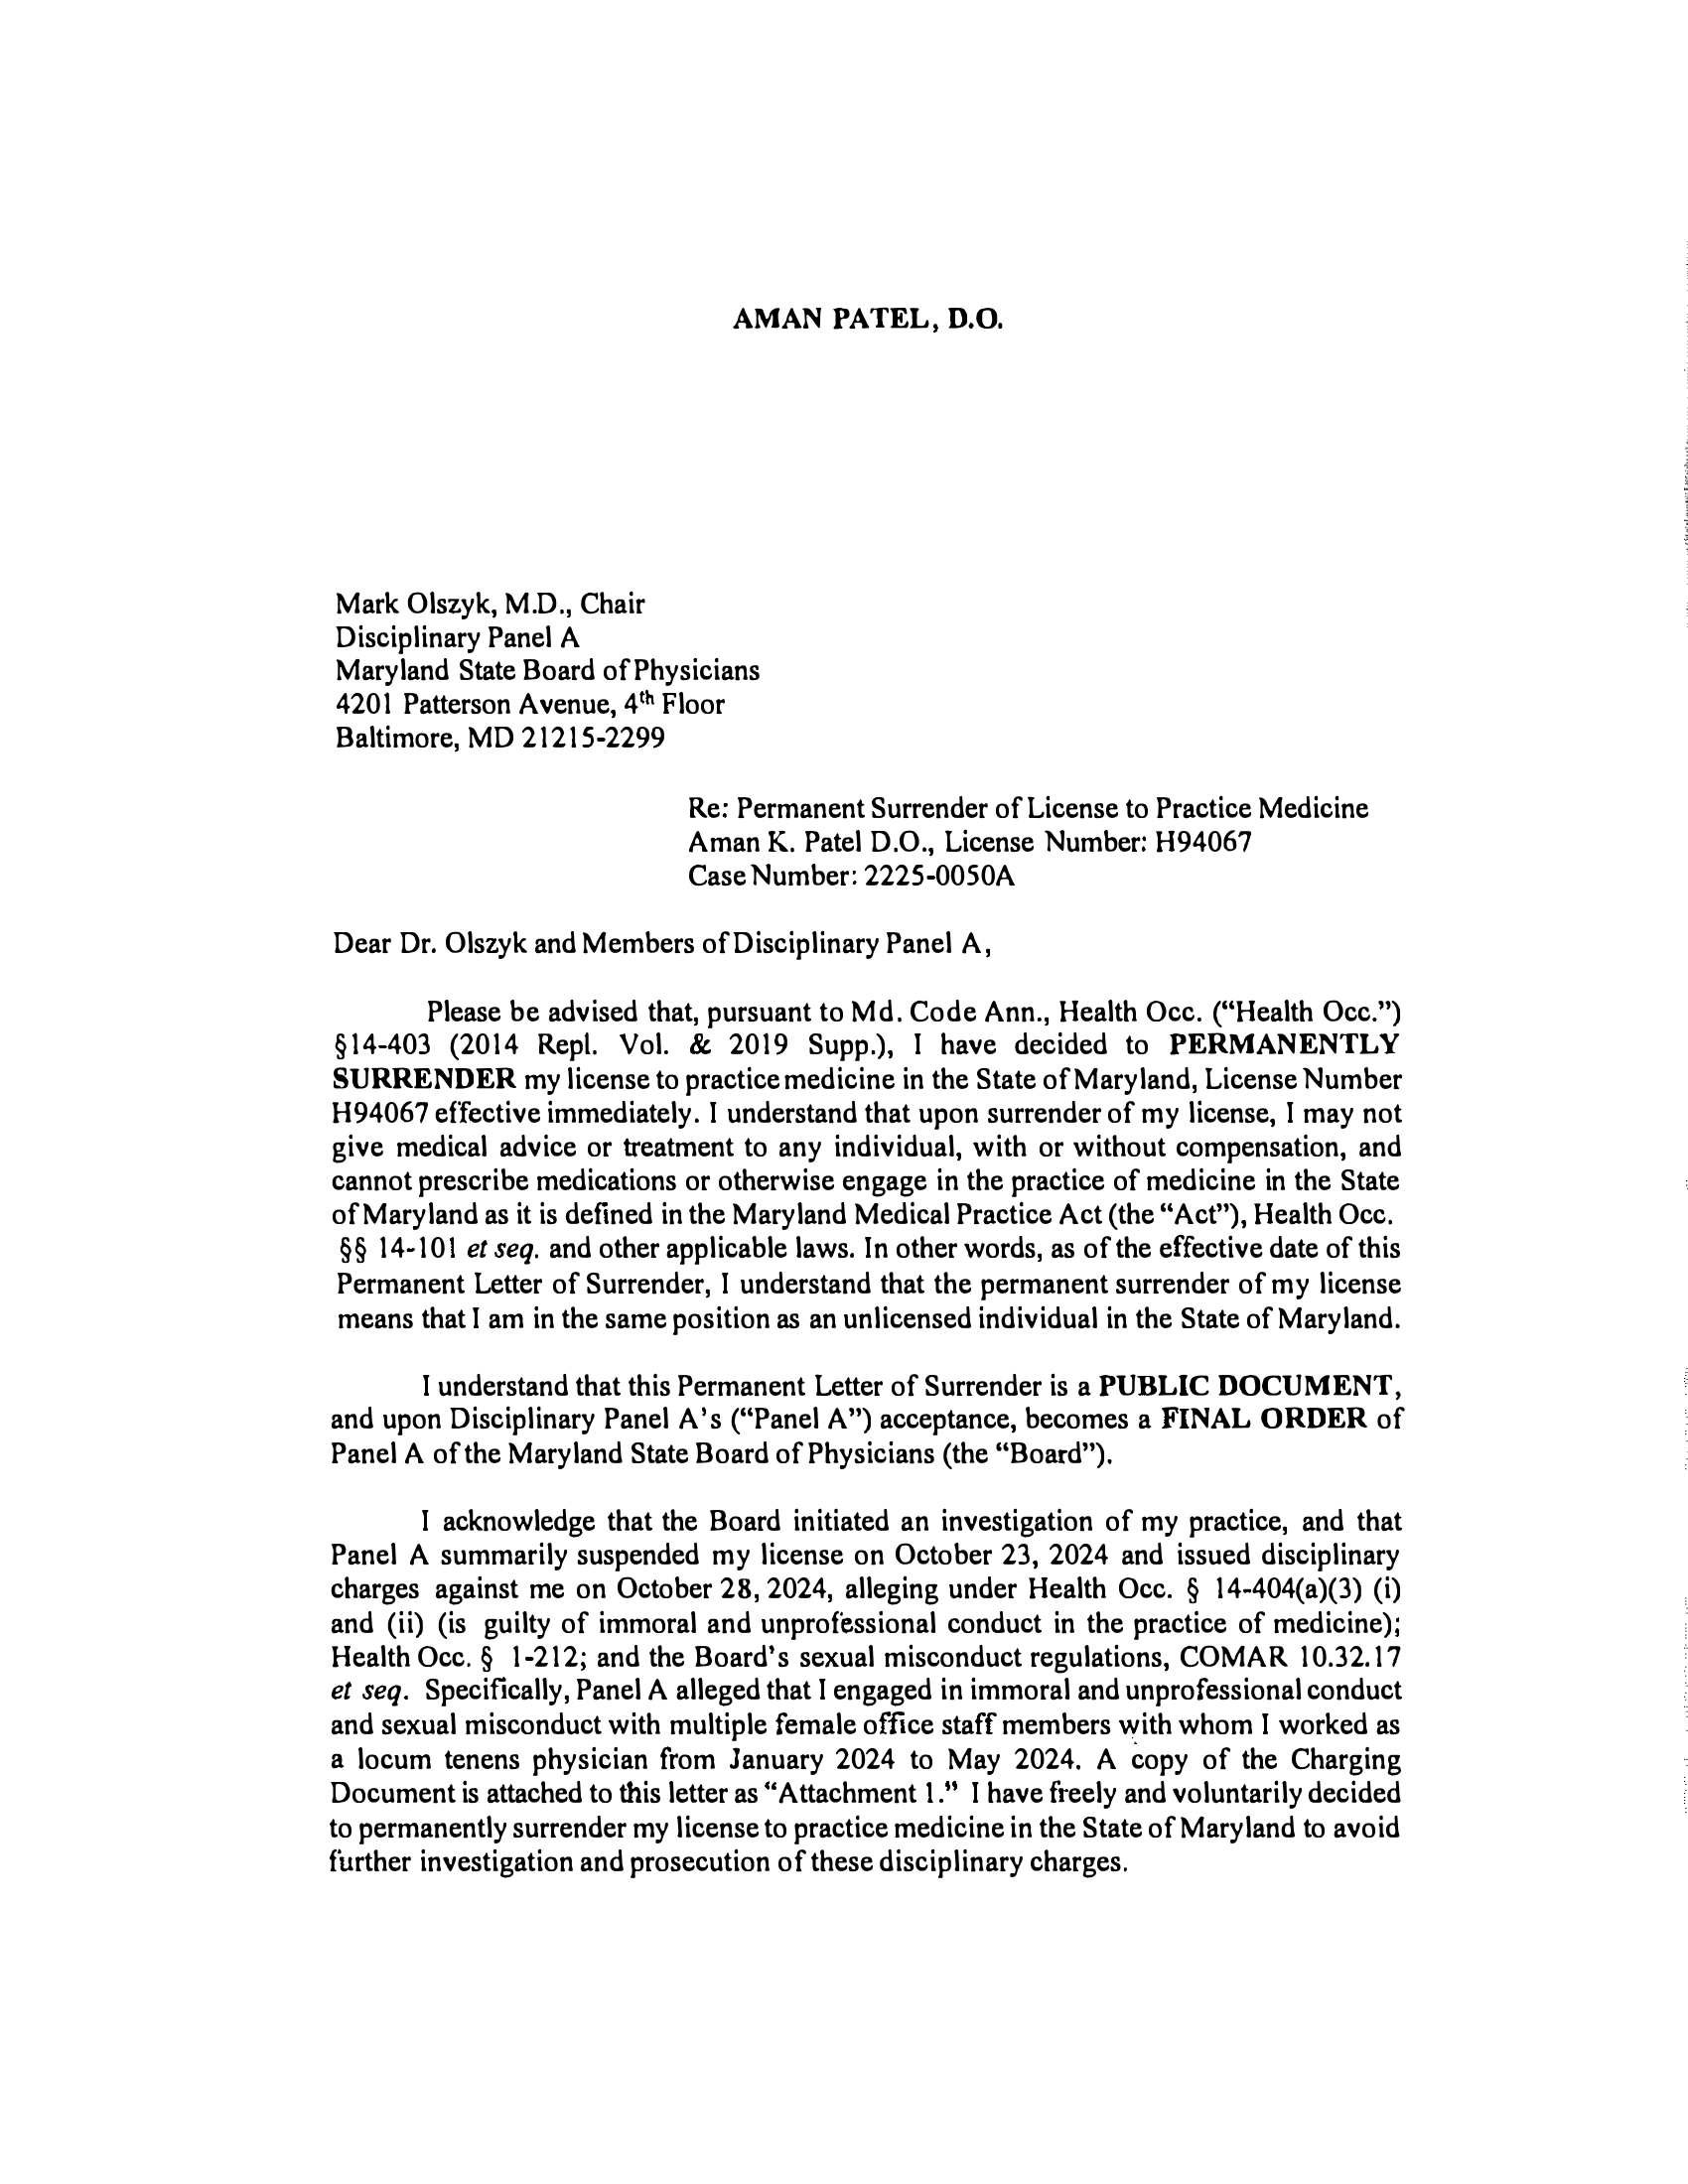 AMAN PATEL, D.O.
Mark Olszyk, M.D., Chair
Disciplinary Panel A
Maryland State Board of Physicians
4201 Patterson Avenue, 4th Floor
Baltimore, MD 21215-2299
Re: Permanent Surrender of License to Practice Medicine
Aman K. Patel D.O., License Number: H94067
Case Number: 2225-0050A
Dear Dr. Olszyk and Members of Disciplinary Panel A,
Please be advised that, pursuant to Md. Code Ann., Health Occ. (“Health Occ.”)
§14-403 (2014 Repl. Vol. & 2019 Supp.), I have decided to PERMANENTLY
SURRENDER my license to practice medicine in the State of Maryland, License Number
H94067 effective immediately. I understand that upon surrender of my license, I may not
give medical advice or treatment to any individual, with or without compensation, and
cannot prescribe medications or otherwise engage in the practice of medicine in the State
of Maryland as it is defined in the Maryland Medical Practice Act (the “Act”), Health Occ.
§§ 14-101 et seq. and other applicable laws. In other words, as of the effective date of this
Permanent Letter of Surrender, I understand that the permanent surrender of my license
means that I am in the same position as an unlicensed individual in the State of Maryland.
I understand that this Permanent Letter of Surrender is a PUBLIC DOCUMENT,
and upon Disciplinary Panel A’s (“Panel A”) acceptance, becomes a FINAL ORDER of
Panel A of the Maryland State Board of Physicians (the “Board”).
I acknowledge that the Board initiated an investigation of my practice, and that
Panel A summarily suspended my license on October 23, 2024 and issued disciplinary
charges against me on October 28, 2024, alleging under Health Occ. § 14-404(a)(3) (i)
and (ii) (is guilty of immoral and unprofessional conduct in the practice of medicine);
Health Occ. § 1-212; and the Board’s sexual misconduct regulations, COMAR 10.32.17
et seq. Specifically, Panel A alleged that I engaged in immoral and unprofessional conduct
and sexual misconduct with multiple female office staff members with whom I worked as
a locum tenens physician from January 2024 to May 2024. A copy of the Charging
Document is attached to this letter as “Attachment 1.” I have freely and voluntarily decided
to permanently surrender my license to practice medicine in the State of Maryland to avoid
further investigation and prosecution of these disciplinary charges.